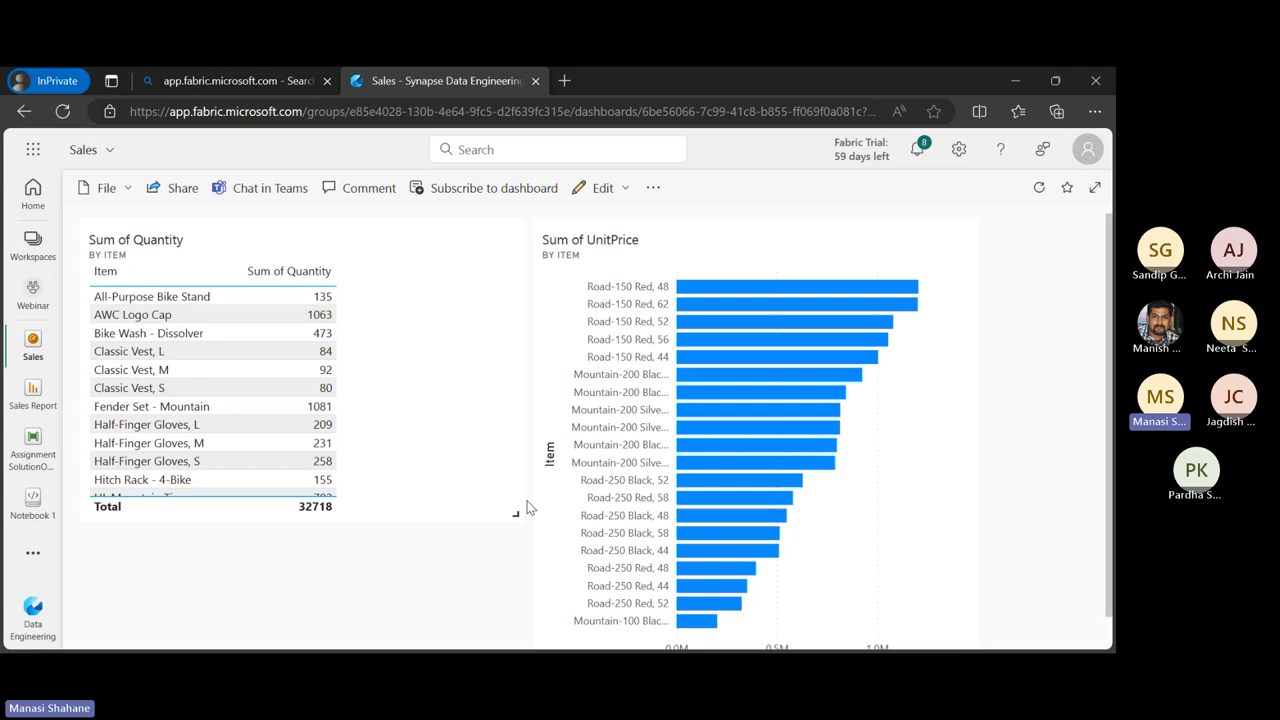 InPrivate
app.fabric.microsoft.com - Searc
Sales - Synapse Data Engineering
https://app.fabric.microsoft.com/groups/e85e4028-130b-4e64-9fc5-d2f639fc315e/dashboards/6be56066-7c99-41c8-b855-ff069f0a081c?...
Sales
Search
Fabric Trial:
59 days left
8
File
Share
Chat in Teams
Comment
Subscribe to dashboard
Edit
Home
Workspaces
Webinar
Sales
Sales Report
Assignment
SolutionO...
Notebook 1
Data
Engineering
Sum of Quantity
BY ITEM
Item Sum of Quantity
All-Purpose Bike Stand 135
AWC Logo Cap 1063
Bike Wash - Dissolver 473
Classic Vest, L 84
Classic Vest, M 92
Classic Vest, S 80
Fender Set - Mountain 1081
Half-Finger Gloves, L 209
Half-Finger Gloves, M 231
Half-Finger Gloves, S 258
Hitch Rack - 4-Bike 155
Total 32718
Sum of UnitPrice
BY ITEM
Item
Road-150 Red, 48
Road-150 Red, 62
Road-150 Red, 52
Road-150 Red, 56
Road-150 Red, 44
Mountain-200 Blac...
Mountain-200 Blac...
Mountain-200 Silve...
Mountain-200 Silve...
Mountain-200 Blac...
Mountain-200 Silve...
Road-250 Black, 52
Road-250 Red, 58
Road-250 Black, 48
Road-250 Black, 58
Road-250 Black, 44
Road-250 Red, 48
Road-250 Red, 44
Road-250 Red, 52
Mountain-100 Blac...
0.0M 0.5M 1.0M
SG AJ
Sandip G... Archi Jain
NS
Manish ... Neeta S...
MS JC
Manasi S... Jagdish ...
PK
Pardha S...
Manasi Shahane